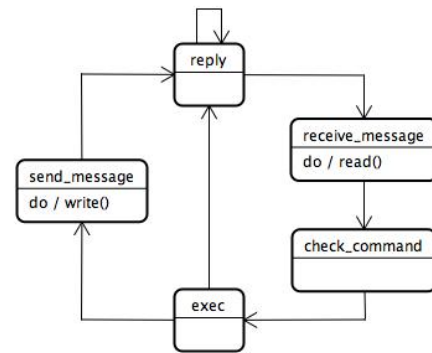 reply
receive_message
do / read()
send_message
do / write()
check_command
exec